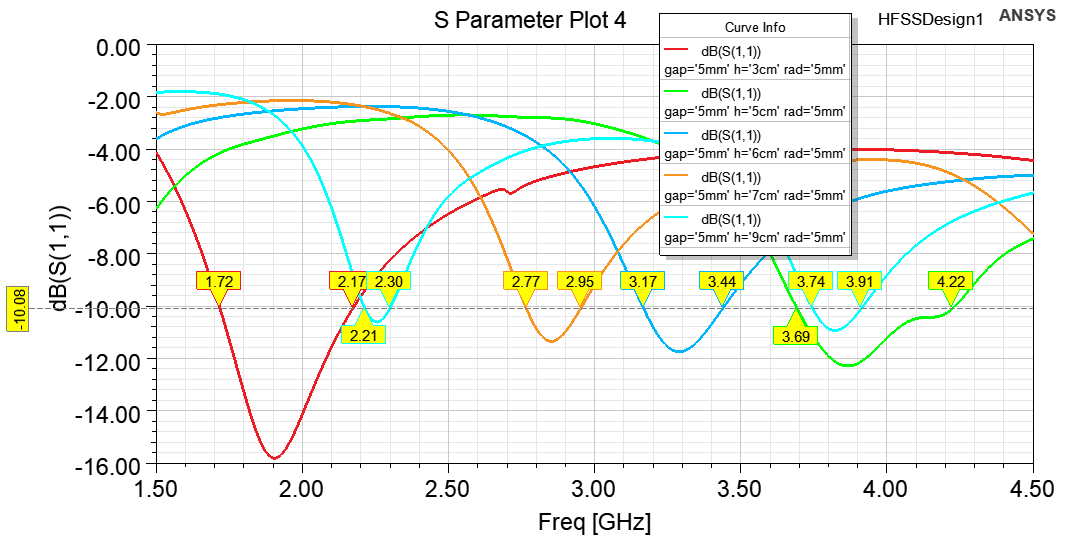 S Parameter Plot 4
HFSSDesign1
ANSYS
Curve Info
dB(S(1,1))
gap='5mm' h='3cm' rad='5mm'
dB(S(1,1))
gap='5mm' h='5cm' rad='5mm'
dB(S(1,1))
gap='5mm' h='6cm' rad='5mm'
dB(S(1,1))
gap='5mm' h='7cm' rad='5mm'
dB(S(1,1))
gap='5mm' h='9cm' rad='5mm'
0.00
-2.00
-4.00
-6.00
-8.00
-10.00
-12.00
-14.00
-16.00
dB(S(1,1))
-10.08
1.72
2.17
2.30
2.77
2.95
3.17
3.44
3.74
3.91
4.22
2.21
3.69
1.50
2.00
2.50
3.00
3.50
4.00
4.50
Freq [GHz]